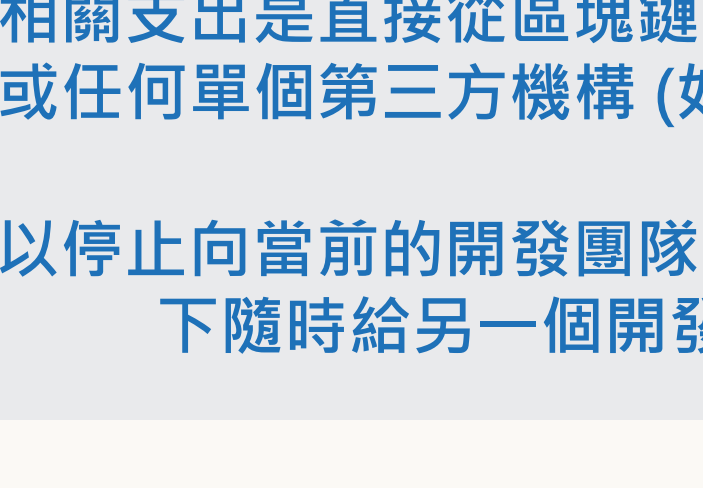 相關支出是直接從區塊鏈
或任何單個第三方機構 (如
以停止向當前的開發團隊
下隨時給另一個開發